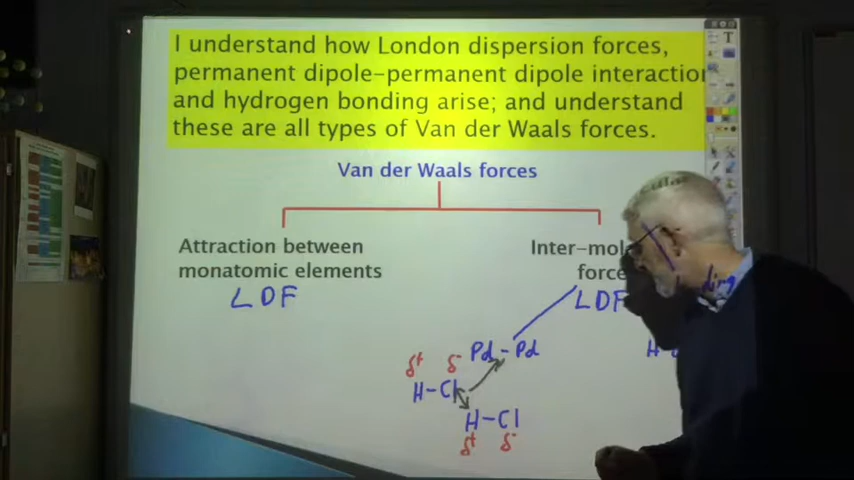 I understand how London dispersion forces,
permanent dipole-permanent dipole interaction
and hydrogen bonding arise; and understand
these are all types of Van der Waals forces.
Van der Waals forces
Attraction between
monatomic elements
LDF
Inter-mol
force
LDF
Pd - Pd
δ+ δ-
H-Cl
H-Cl
δ+ δ-
H